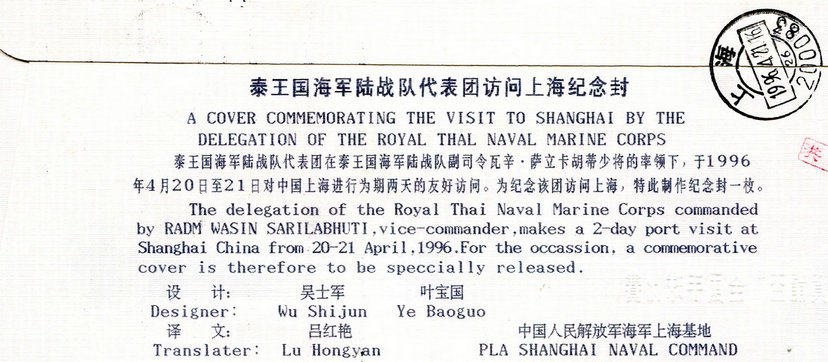 泰王国海军陆战队代表团访问上海纪念封
A COVER COMMEMORATING THE VISIT TO SHANGHAI BY THE
DELEGATION OF THE ROYAL THAL NAVAL MARINE CORPS
泰王国海军陆战队代表团在泰王国海军陆战队副司令瓦辛·萨立卡胡蒂少将的率领下,于1996
年4月20日至21日对中国上海进行为期两天的友好访问。为纪念该团访问上海,特此制作纪念封一枚。
The delegation of the Royal Thai Naval Marine Corps commanded
by RADM WASIN SARILABHUTI,vice-commander,makes a 2-day port visit at
Shanghai China from 20-21 April,1996.For the occassion, a commemorative
cover is therefore to be speccially released.
设 计: 吴士军 叶宝国
Designer: Wu Shijun Ye Baoguo
译 文: 吕红艳 中国人民解放军海军上海基地
Translater: Lu Hongyan PLA SHANGHAI NAVAL COMMAND
上海
1996.4.21.16
200083